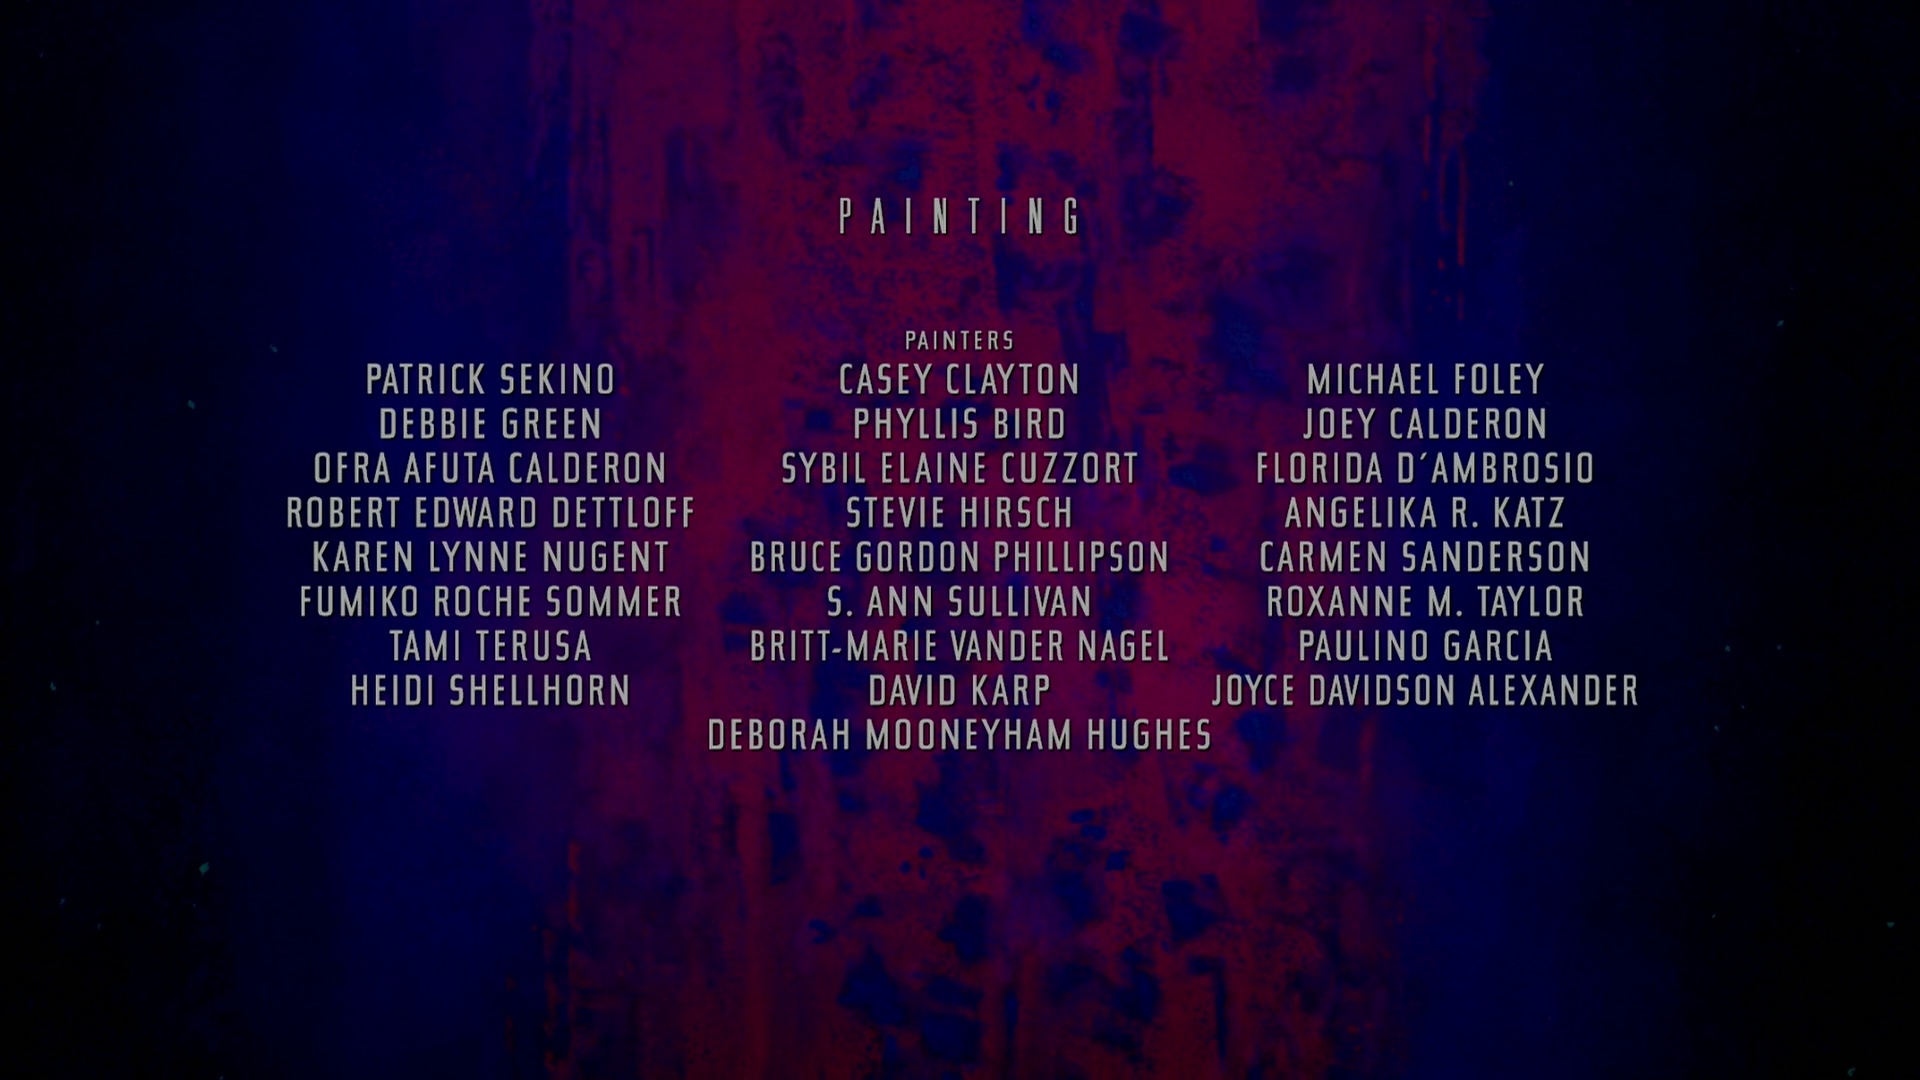 PAINTING
PAINTERS
PATRICK SEKINO CASEY CLAYTON MICHAEL FOLEY
DEBBIE GREEN PHYLLIS BIRD JOEY CALDERON
OFRA AFUTA CALDERON SYBIL ELAINE CUZZORT FLORIDA D´AMBROSIO
ROBERT EDWARD DETTLOFF STEVIE HIRSCH ANGELIKA R. KATZ
KAREN LYNNE NUGENT BRUCE GORDON PHILLIPSON CARMEN SANDERSON
FUMIKO ROCHE SOMMER S. ANN SULLIVAN ROXANNE M. TAYLOR
TAMI TERUSA BRITT-MARIE VANDER NAGEL PAULINO GARCIA
HEIDI SHELLHORN DAVID KARP JOYCE DAVIDSON ALEXANDER
DEBORAH MOONEYHAM HUGHES